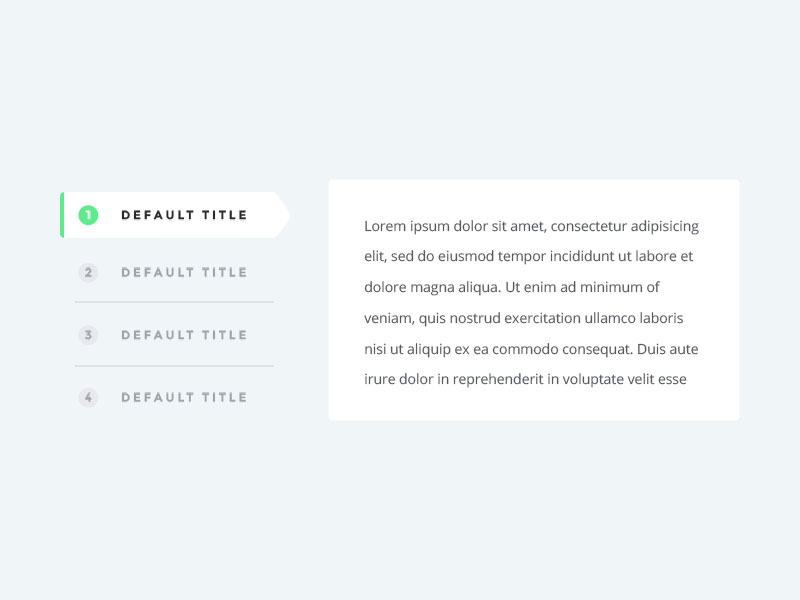 1 DEFAULT TITLE
2 DEFAULT TITLE
3 DEFAULT TITLE
4 DEFAULT TITLE
Lorem ipsum dolor sit amet, consectetur adipisicing
elit, sed do eiusmod tempor incididunt ut labore et
dolore magna aliqua. Ut enim ad minimum of
veniam, quis nostrud exercitation ullamco laboris
nisi ut aliquip ex ea commodo consequat. Duis aute
irure dolor in reprehenderit in voluptate velit esse